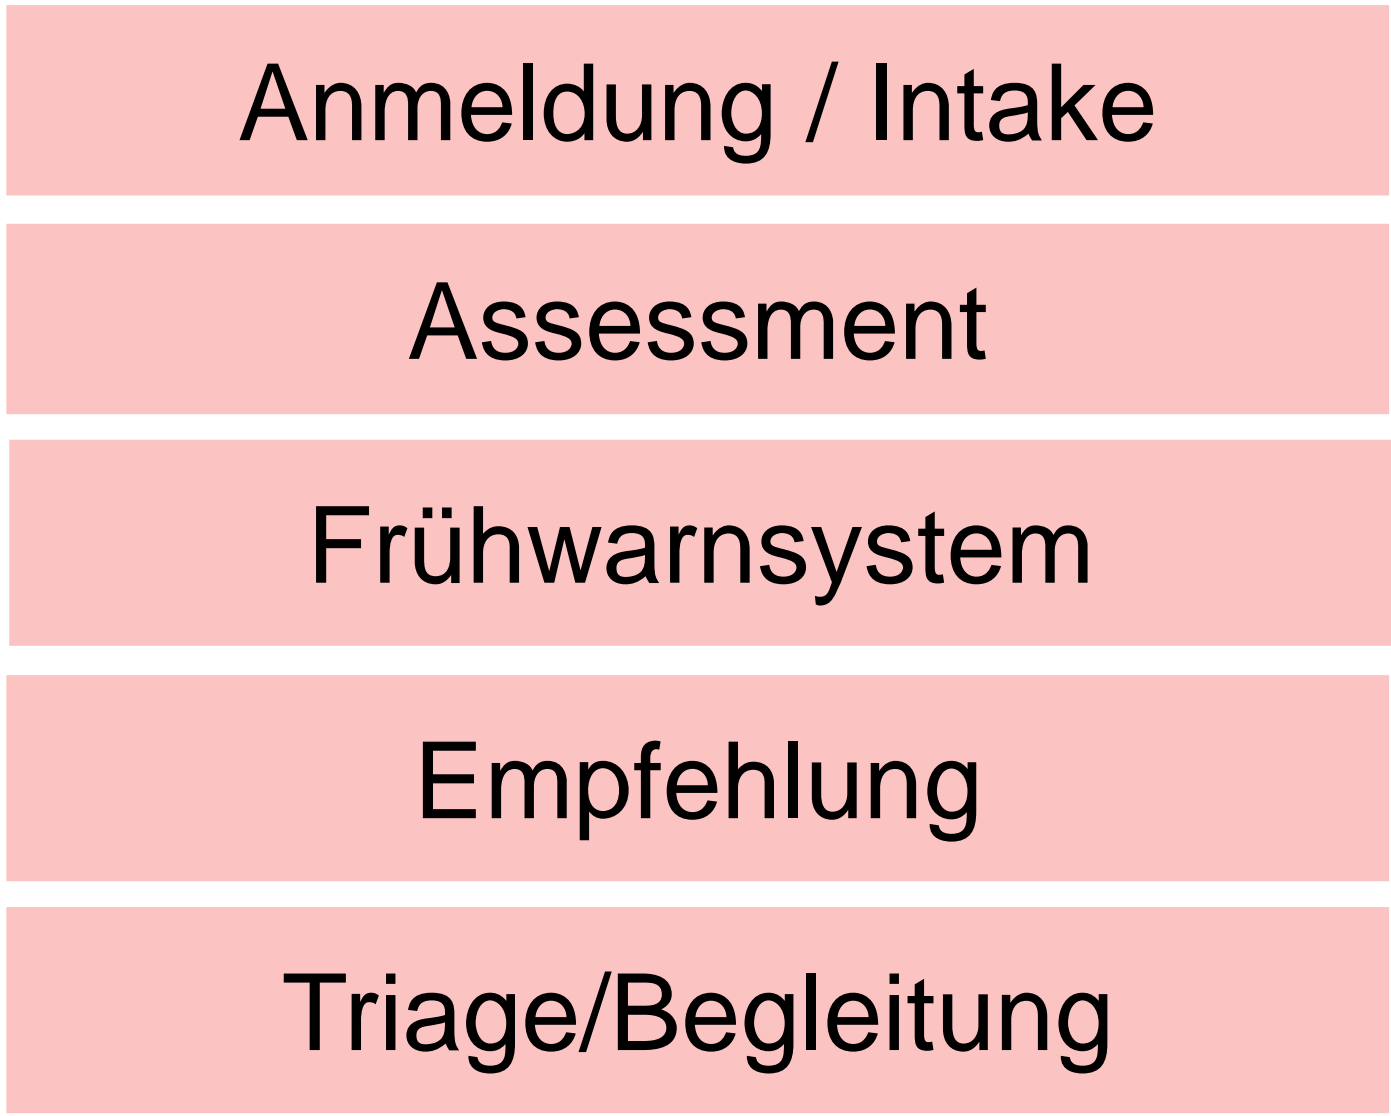 Anmeldung / Intake
Assessment
Frühwarnsystem
Empfehlung
Triage/Begleitung